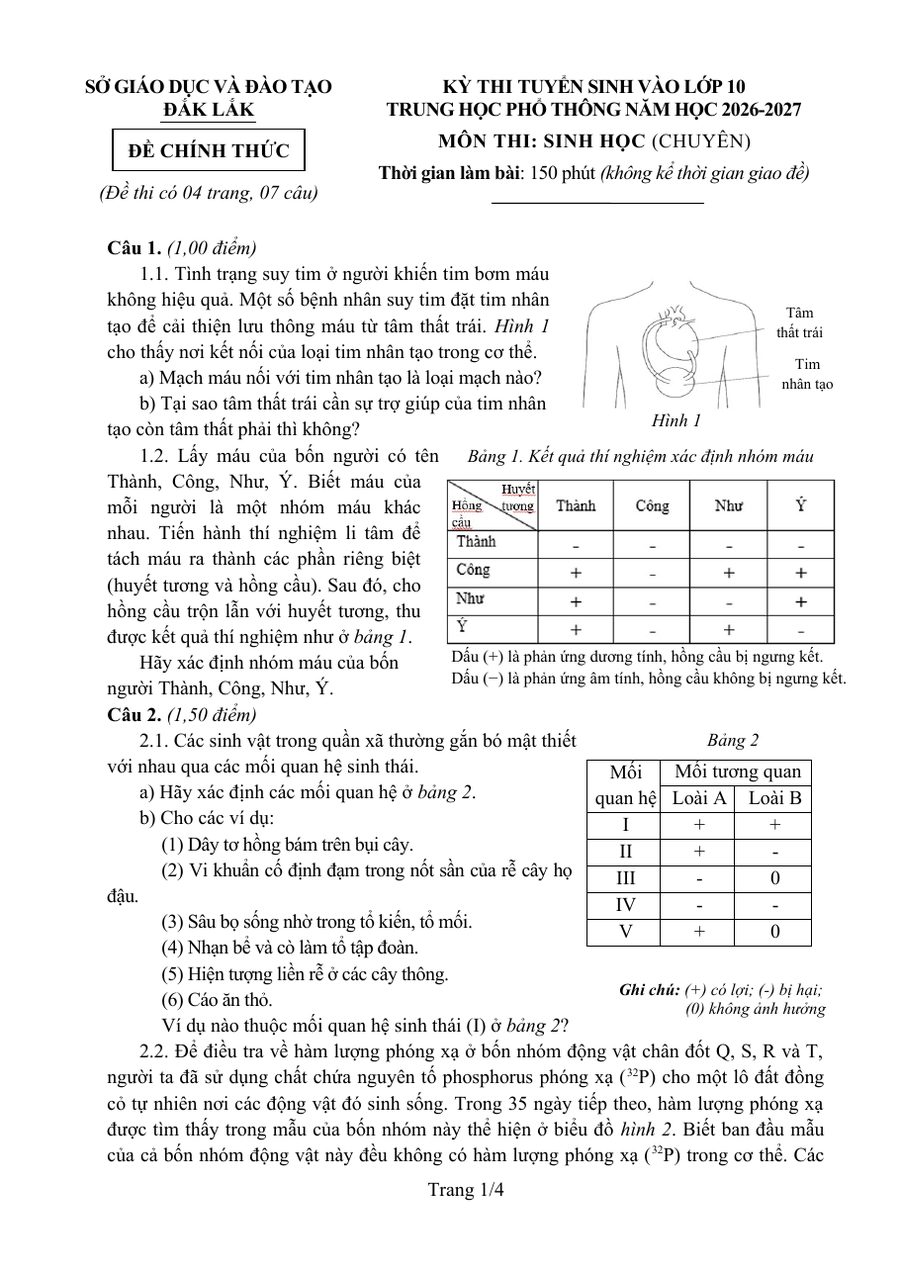 SỞ GIÁO DỤC VÀ ĐÀO TẠO
ĐẮK LẮK
ĐỀ CHÍNH THỨC
(Đề thi có 04 trang, 07 câu)
KỲ THI TUYỂN SINH VÀO LỚP 10
TRUNG HỌC PHỔ THÔNG NĂM HỌC 2026-2027
MÔN THI: SINH HỌC (CHUYÊN)
Thời gian làm bài: 150 phút (không kể thời gian giao đề)
Câu 1. (1,00 điểm)
1.1. Tình trạng suy tim ở người khiến tim bơm máu
không hiệu quả. Một số bệnh nhân suy tim đặt tim nhân
tạo để cải thiện lưu thông máu từ tâm thất trái. Hình 1
cho thấy nơi kết nối của loại tim nhân tạo trong cơ thể.
a) Mạch máu nối với tim nhân tạo là loại mạch nào?
b) Tại sao tâm thất trái cần sự trợ giúp của tim nhân
tạo còn tâm thất phải thì không?
Tâm
thất trái
Tim
nhân tạo
Hình 1
1.2. Lấy máu của bốn người có tên
Thành, Công, Như, Ý. Biết máu của
mỗi người là một nhóm máu khác
nhau. Tiến hành thí nghiệm li tâm để
tách máu ra thành các phần riêng biệt
(huyết tương và hồng cầu). Sau đó, cho
hồng cầu trộn lẫn với huyết tương, thu
được kết quả thí nghiệm như ở bảng 1.
Hãy xác định nhóm máu của bốn
người Thành, Công, Như, Ý.
Bảng 1. Kết quả thí nghiệm xác định nhóm máu
Huyết
tương
Hồng
cầu
Thành Công Như Ý
Thành - - - -
Công + - + +
Như + - - +
Ý + - + -
Dấu (+) là phản ứng dương tính, hồng cầu bị ngưng kết.
Dấu (−) là phản ứng âm tính, hồng cầu không bị ngưng kết.
Câu 2. (1,50 điểm)
2.1. Các sinh vật trong quần xã thường gắn bó mật thiết
với nhau qua các mối quan hệ sinh thái.
a) Hãy xác định các mối quan hệ ở bảng 2.
b) Cho các ví dụ:
(1) Dây tơ hồng bám trên bụi cây.
(2) Vi khuẩn cố định đạm trong nốt sần của rễ cây họ
đậu.
(3) Sâu bọ sống nhờ trong tổ kiến, tổ mối.
(4) Nhạn bể và cò làm tổ tập đoàn.
(5) Hiện tượng liền rễ ở các cây thông.
(6) Cáo ăn thỏ.
Ví dụ nào thuộc mối quan hệ sinh thái (I) ở bảng 2?
Bảng 2
Mối
quan hệ
Mối tương quan
Loài A Loài B
I + +
II + -
III - 0
IV - -
V + 0
Ghi chú: (+) có lợi; (-) bị hại;
(0) không ảnh hưởng
2.2. Để điều tra về hàm lượng phóng xạ ở bốn nhóm động vật chân đốt Q, S, R và T,
người ta đã sử dụng chất chứa nguyên tố phosphorus phóng xạ (³²P) cho một lô đất đồng
cỏ tự nhiên nơi các động vật đó sinh sống. Trong 35 ngày tiếp theo, hàm lượng phóng xạ
được tìm thấy trong mẫu của bốn nhóm này thể hiện ở biểu đồ hình 2. Biết ban đầu mẫu
của cả bốn nhóm động vật này đều không có hàm lượng phóng xạ (³²P) trong cơ thể. Các
Trang 1/4